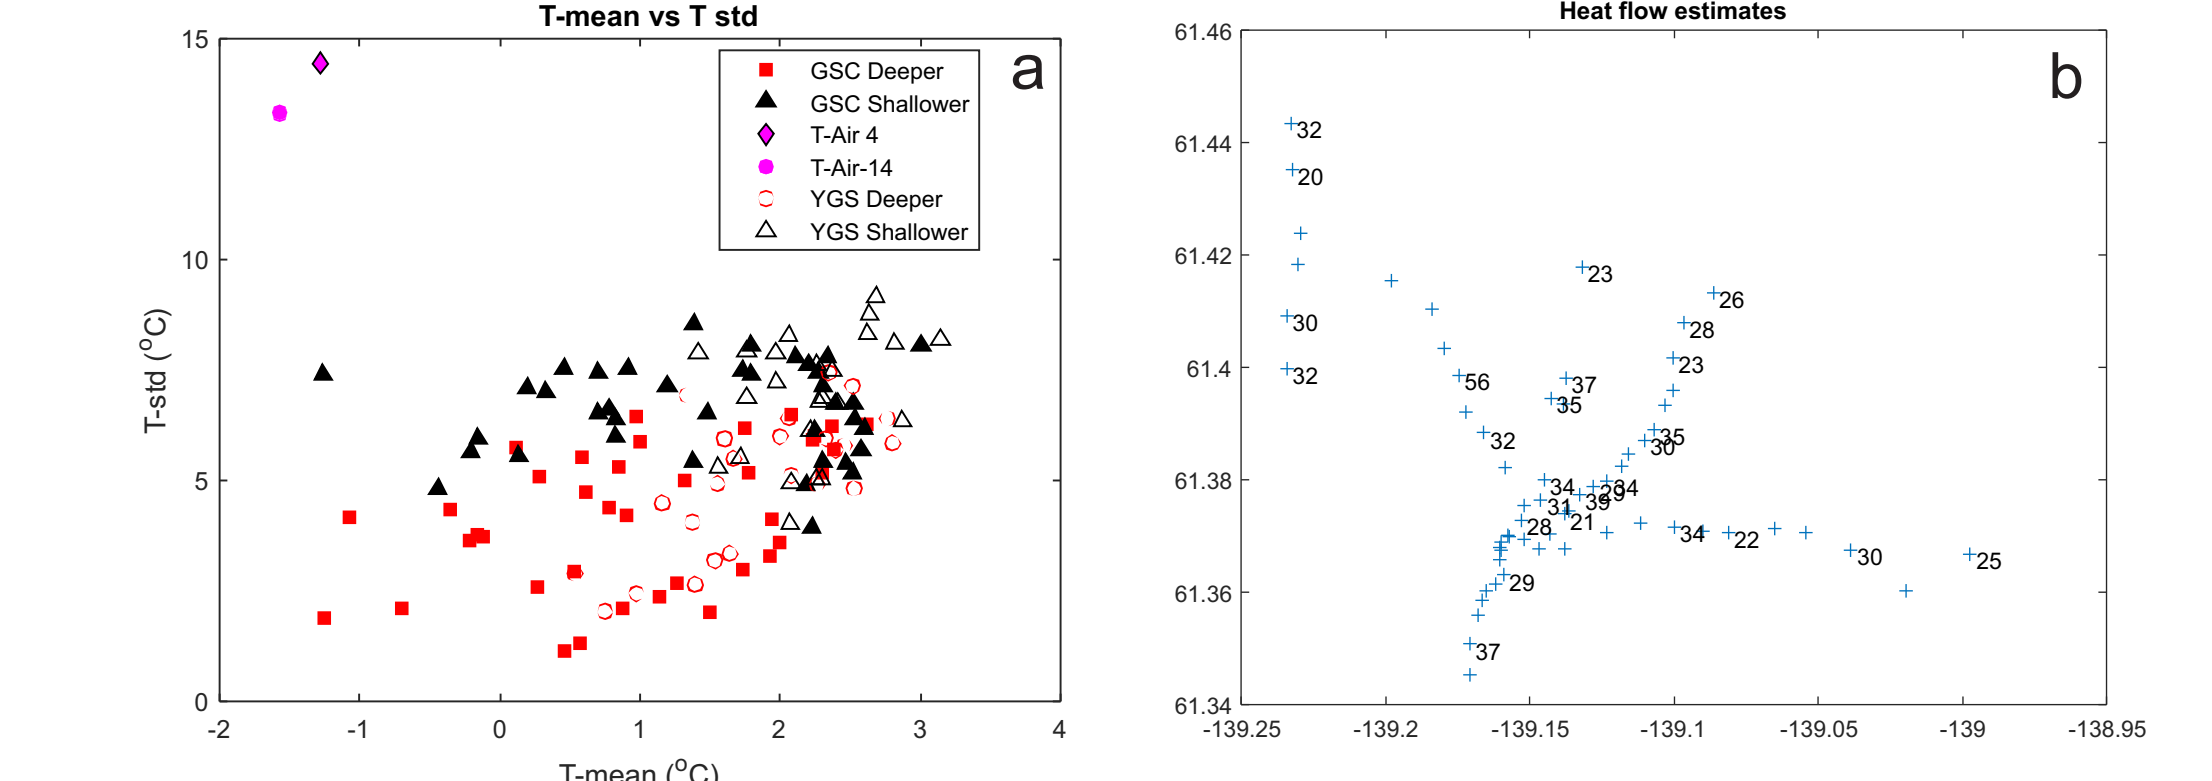 T-mean vs T std
a
GSC Deeper
GSC Shallower
T-Air 4
T-Air-14
YGS Deeper
YGS Shallower
15
10
5
0
T-std (°C)
-2 -1 0 1 2 3 4
T-mean (°C)
Heat flow estimates
b
61.46
61.44
61.42
61.4
61.38
61.36
61.34
-139.25 -139.2 -139.15 -139.1 -139.05 -139 -138.95
32
20
23
26
30
28
23
32
56
37
35
32
35
30
34
34
29
31
39
28
21
34
22
30
25
29
37